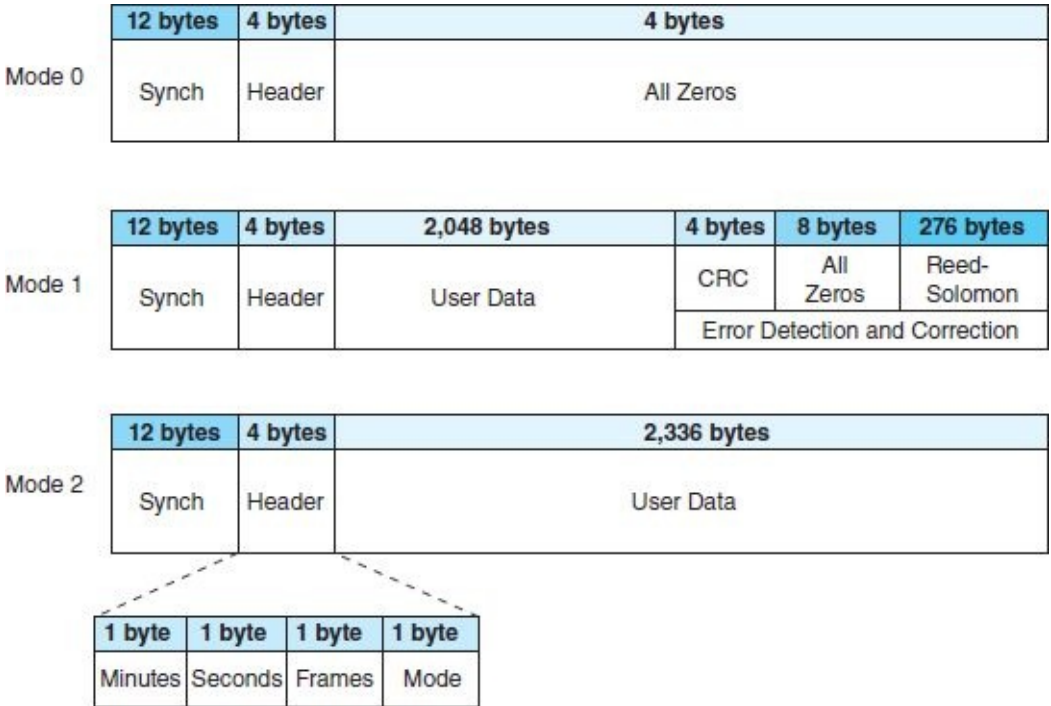 12 bytes 4 bytes 4 bytes
Mode 0 Synch Header All Zeros
12 bytes 4 bytes 2,048 bytes 4 bytes 8 bytes 276 bytes
Mode 1 Synch Header User Data CRC All Zeros Reed-Solomon
Error Detection and Correction
12 bytes 4 bytes 2,336 bytes
Mode 2 Synch Header User Data
1 byte 1 byte 1 byte 1 byte
Minutes Seconds Frames Mode